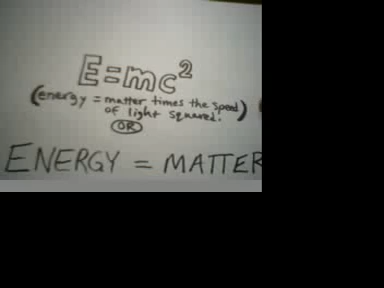 E=mc²
(energy = matter times the speed
of light squared!)
OR
ENERGY = MATTER